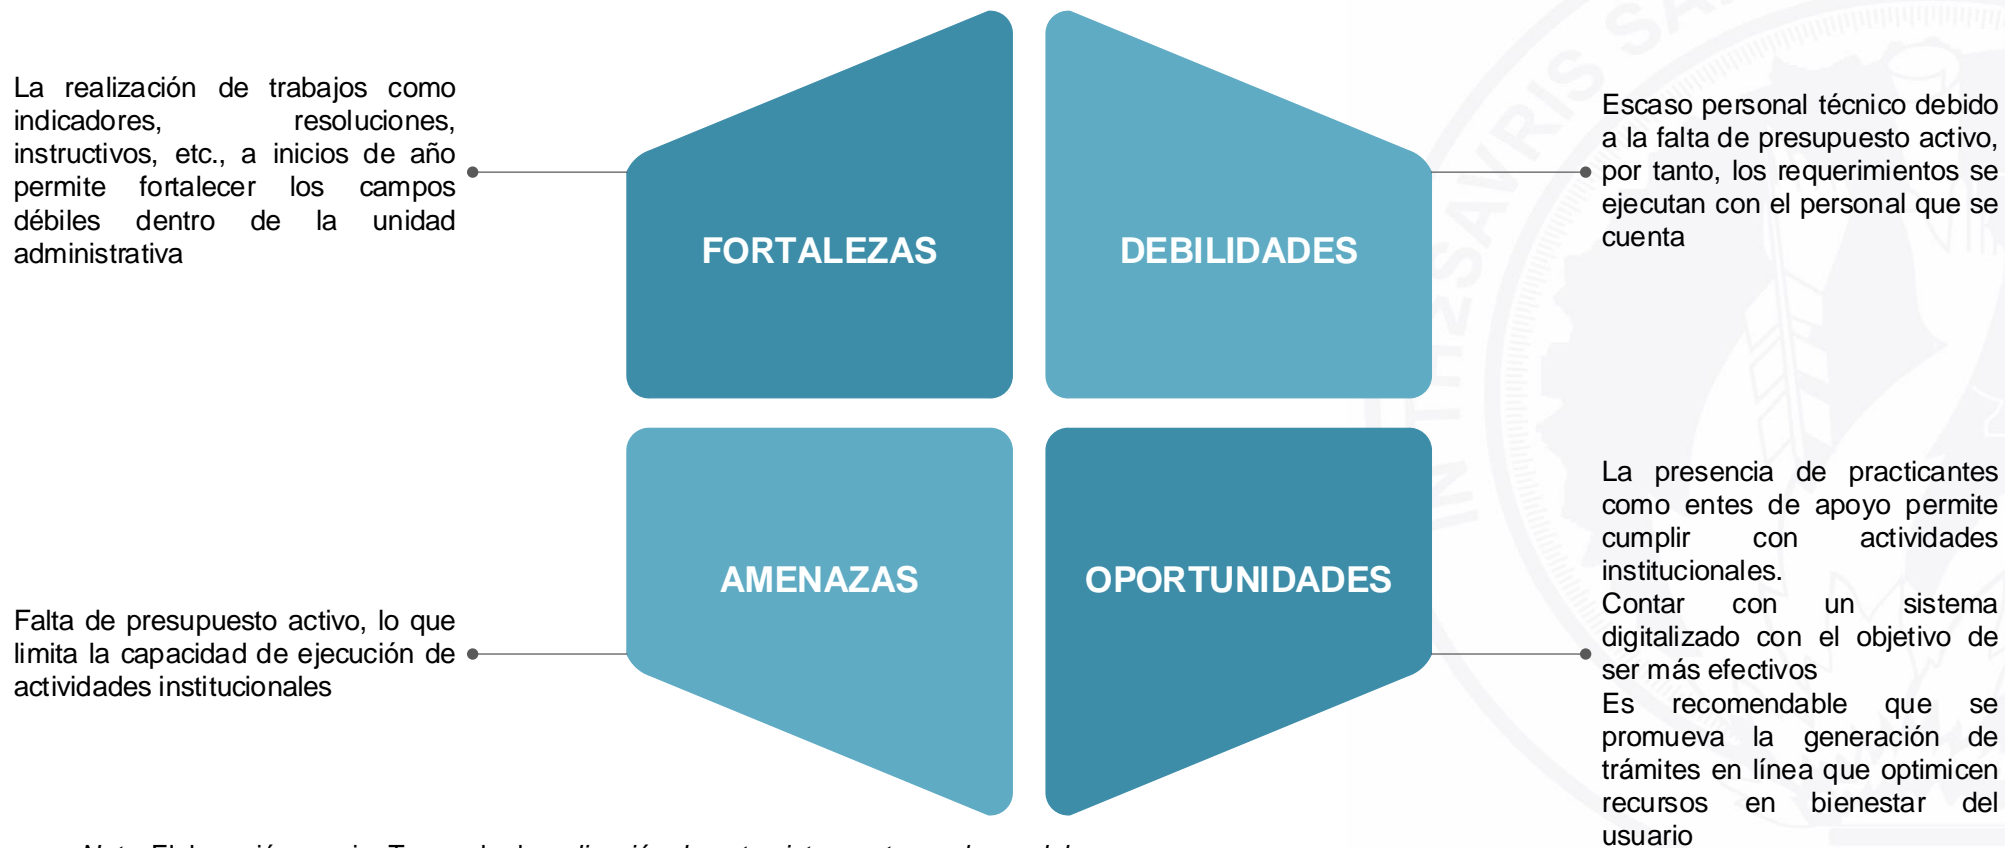 La realización de trabajos como
indicadores, resoluciones,
instructivos, etc., a inicios de año
permite fortalecer los campos
débiles dentro de la unidad
administrativa
FORTALEZAS
DEBILIDADES
Escaso personal técnico debido
a la falta de presupuesto activo,
por tanto, los requerimientos se
ejecutan con el personal que se
cuenta
AMENAZAS
OPORTUNIDADES
Falta de presupuesto activo, lo que
limita la capacidad de ejecución de
actividades institucionales
La presencia de practicantes
como entes de apoyo permite
cumplir con actividades
institucionales.
Contar con un sistema
digitalizado con el objetivo de
ser más efectivos
Es recomendable que se
promueva la generación de
trámites en línea que optimicen
recursos en bienestar del
usuario
IN THESAVRIS